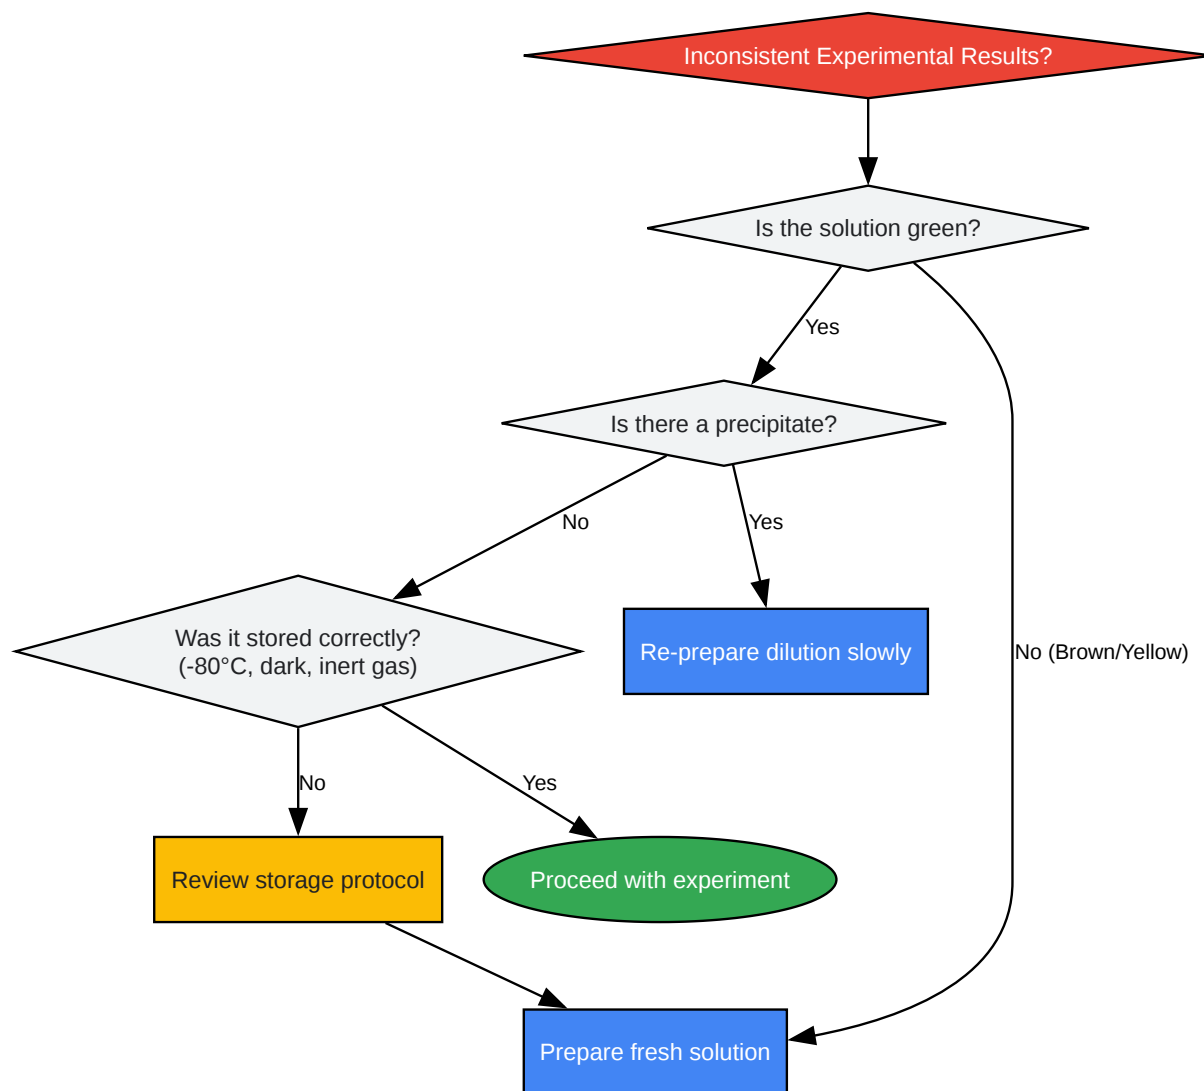 Inconsistent Experimental Results?
Is the solution green?
Yes
Is there a precipitate?
No
Yes
Was it stored correctly?
(-80°C, dark, inert gas)
Re-prepare dilution slowly
No (Brown/Yellow)
No
Yes
Review storage protocol
Proceed with experiment
Prepare fresh solution